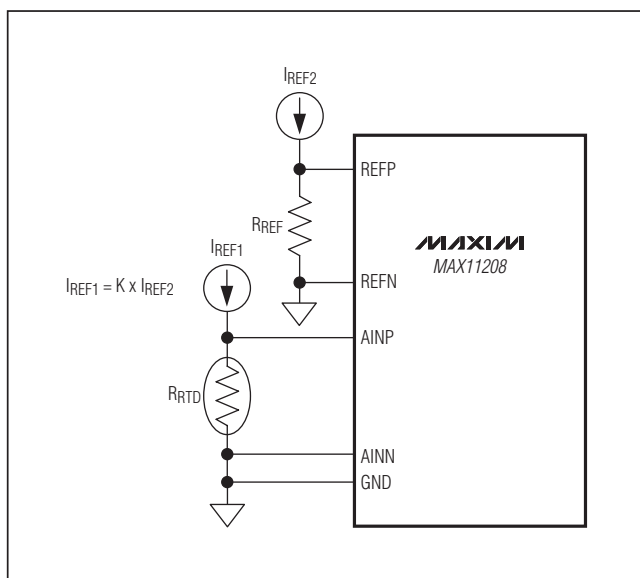 IREF2
REFP
RREF
MAXIM
MAX11208
IREF1
IREF1 = K x IREF2
REFN
AINP
RRTD
AINN
GND